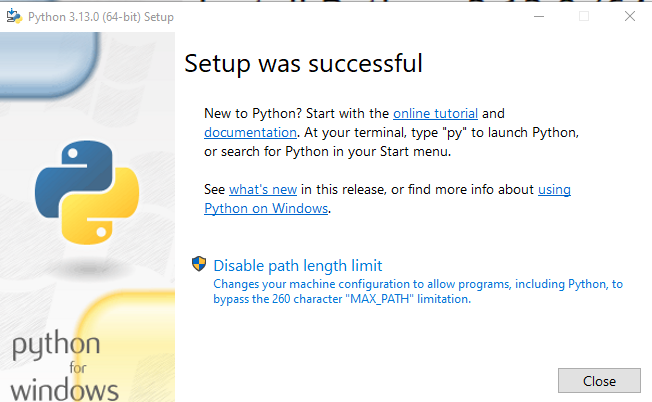 Python 3.13.0 (64-bit) Setup
Setup was successful
New to Python? Start with the online tutorial and
documentation. At your terminal, type "py" to launch Python,
or search for Python in your Start menu.
See what's new in this release, or find more info about using
Python on Windows.
Disable path length limit
Changes your machine configuration to allow programs, including Python, to
bypass the 260 character "MAX_PATH" limitation.
python
for
windows
Close